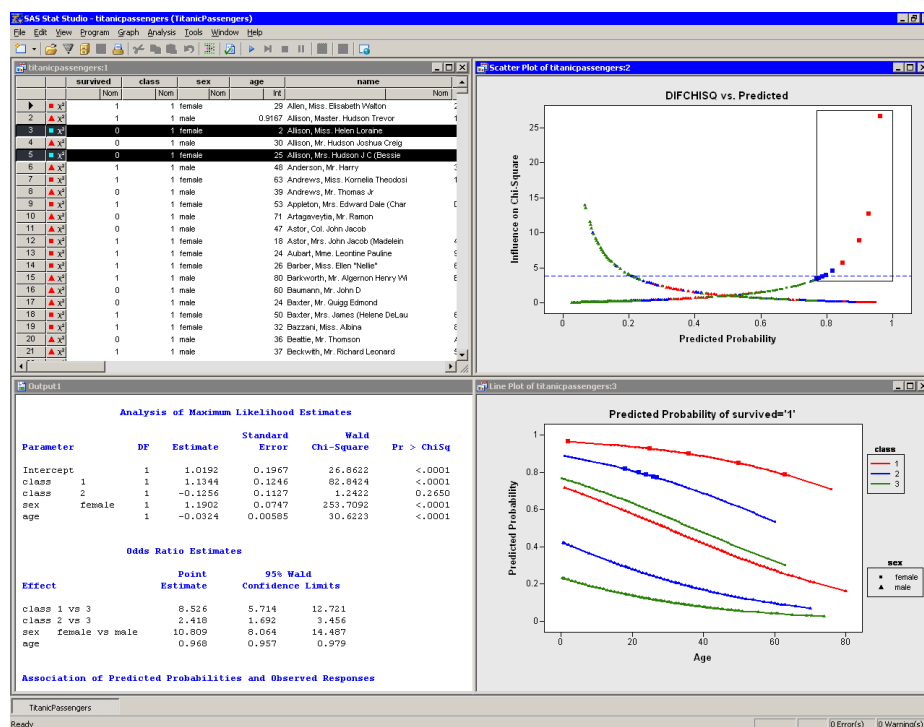 SAS Stat Studio - titanicpassengers (TitanicPassengers)
File Edit View Program Graph Analysis Tools Window Help
titanicpassengers:1
survived class sex age name
Nom Nom Nom Int Nom
χ² 1 1 female 29 Allen, Miss. Elisabeth Walton
2 χ² 1 1 male 0.9167 Allison, Master. Hudson Trevor
3 χ² 0 1 female 2 Allison, Miss. Helen Loraine
4 χ² 0 1 male 30 Allison, Mr. Hudson Joshua Creig
5 χ² 0 1 female 25 Allison, Mrs. Hudson J C (Bessie
6 χ² 1 1 male 48 Anderson, Mr. Harry
7 χ² 1 1 female 63 Andrews, Miss. Kornelia Theodosi
8 χ² 0 1 male 39 Andrews, Mr. Thomas Jr
9 χ² 1 1 female 53 Appleton, Mrs. Edward Dale (Char
10 χ² 0 1 male 71 Artagaveytia, Mr. Ramon
11 χ² 0 1 male 47 Astor, Col. John Jacob
12 χ² 1 1 female 18 Astor, Mrs. John Jacob (Madelein
13 χ² 1 1 female 24 Aubart, Mme. Leontine Pauline
14 χ² 1 1 female 26 Barber, Miss. Ellen "Nellie"
15 χ² 1 1 male 80 Barkworth, Mr. Algernon Henry Wi
16 χ² 0 1 male 60 Baumann, Mr. John D
17 χ² 0 1 male 24 Baxter, Mr. Quigg Edmond
18 χ² 1 1 female 50 Baxter, Mrs. James (Helene DeLau
19 χ² 1 1 female 32 Bazzani, Miss. Albina
20 χ² 0 1 male 36 Beattie, Mr. Thomson
21 χ² 1 1 male 37 Beckwith, Mr. Richard Leonard
Scatter Plot of titanicpassengers:2
DIFCHISQ vs. Predicted
Influence on Chi-Square
25
20
15
10
5
0
0 0.2 0.4 0.6 0.8 1
Predicted Probability
Output1
Analysis of Maximum Likelihood Estimates
Standard Wald
Parameter DF Estimate Error Chi-Square Pr > ChiSq
Intercept 1 1.0192 0.1967 26.8622 <.0001
class 1 1 1.1344 0.1246 82.8424 <.0001
class 2 1 -0.1256 0.1127 1.2422 0.2650
sex female 1 1.1902 0.0747 253.7092 <.0001
age 1 -0.0324 0.00585 30.6223 <.0001
Odds Ratio Estimates
Point 95% Wald
Effect Estimate Confidence Limits
class 1 vs 3 8.526 5.714 12.721
class 2 vs 3 2.418 1.692 3.456
sex female vs male 10.809 8.064 14.487
age 0.968 0.957 0.979
Association of Predicted Probabilities and Observed Responses
Line Plot of titanicpassengers:3
Predicted Probability of survived='1'
Predicted Probability
1
0.8
0.6
0.4
0.2
0
0 20 40 60 80
Age
class
1
2
3
sex
female
male
TitanicPassengers
Ready 0 Error(s) 0 Warning(s)